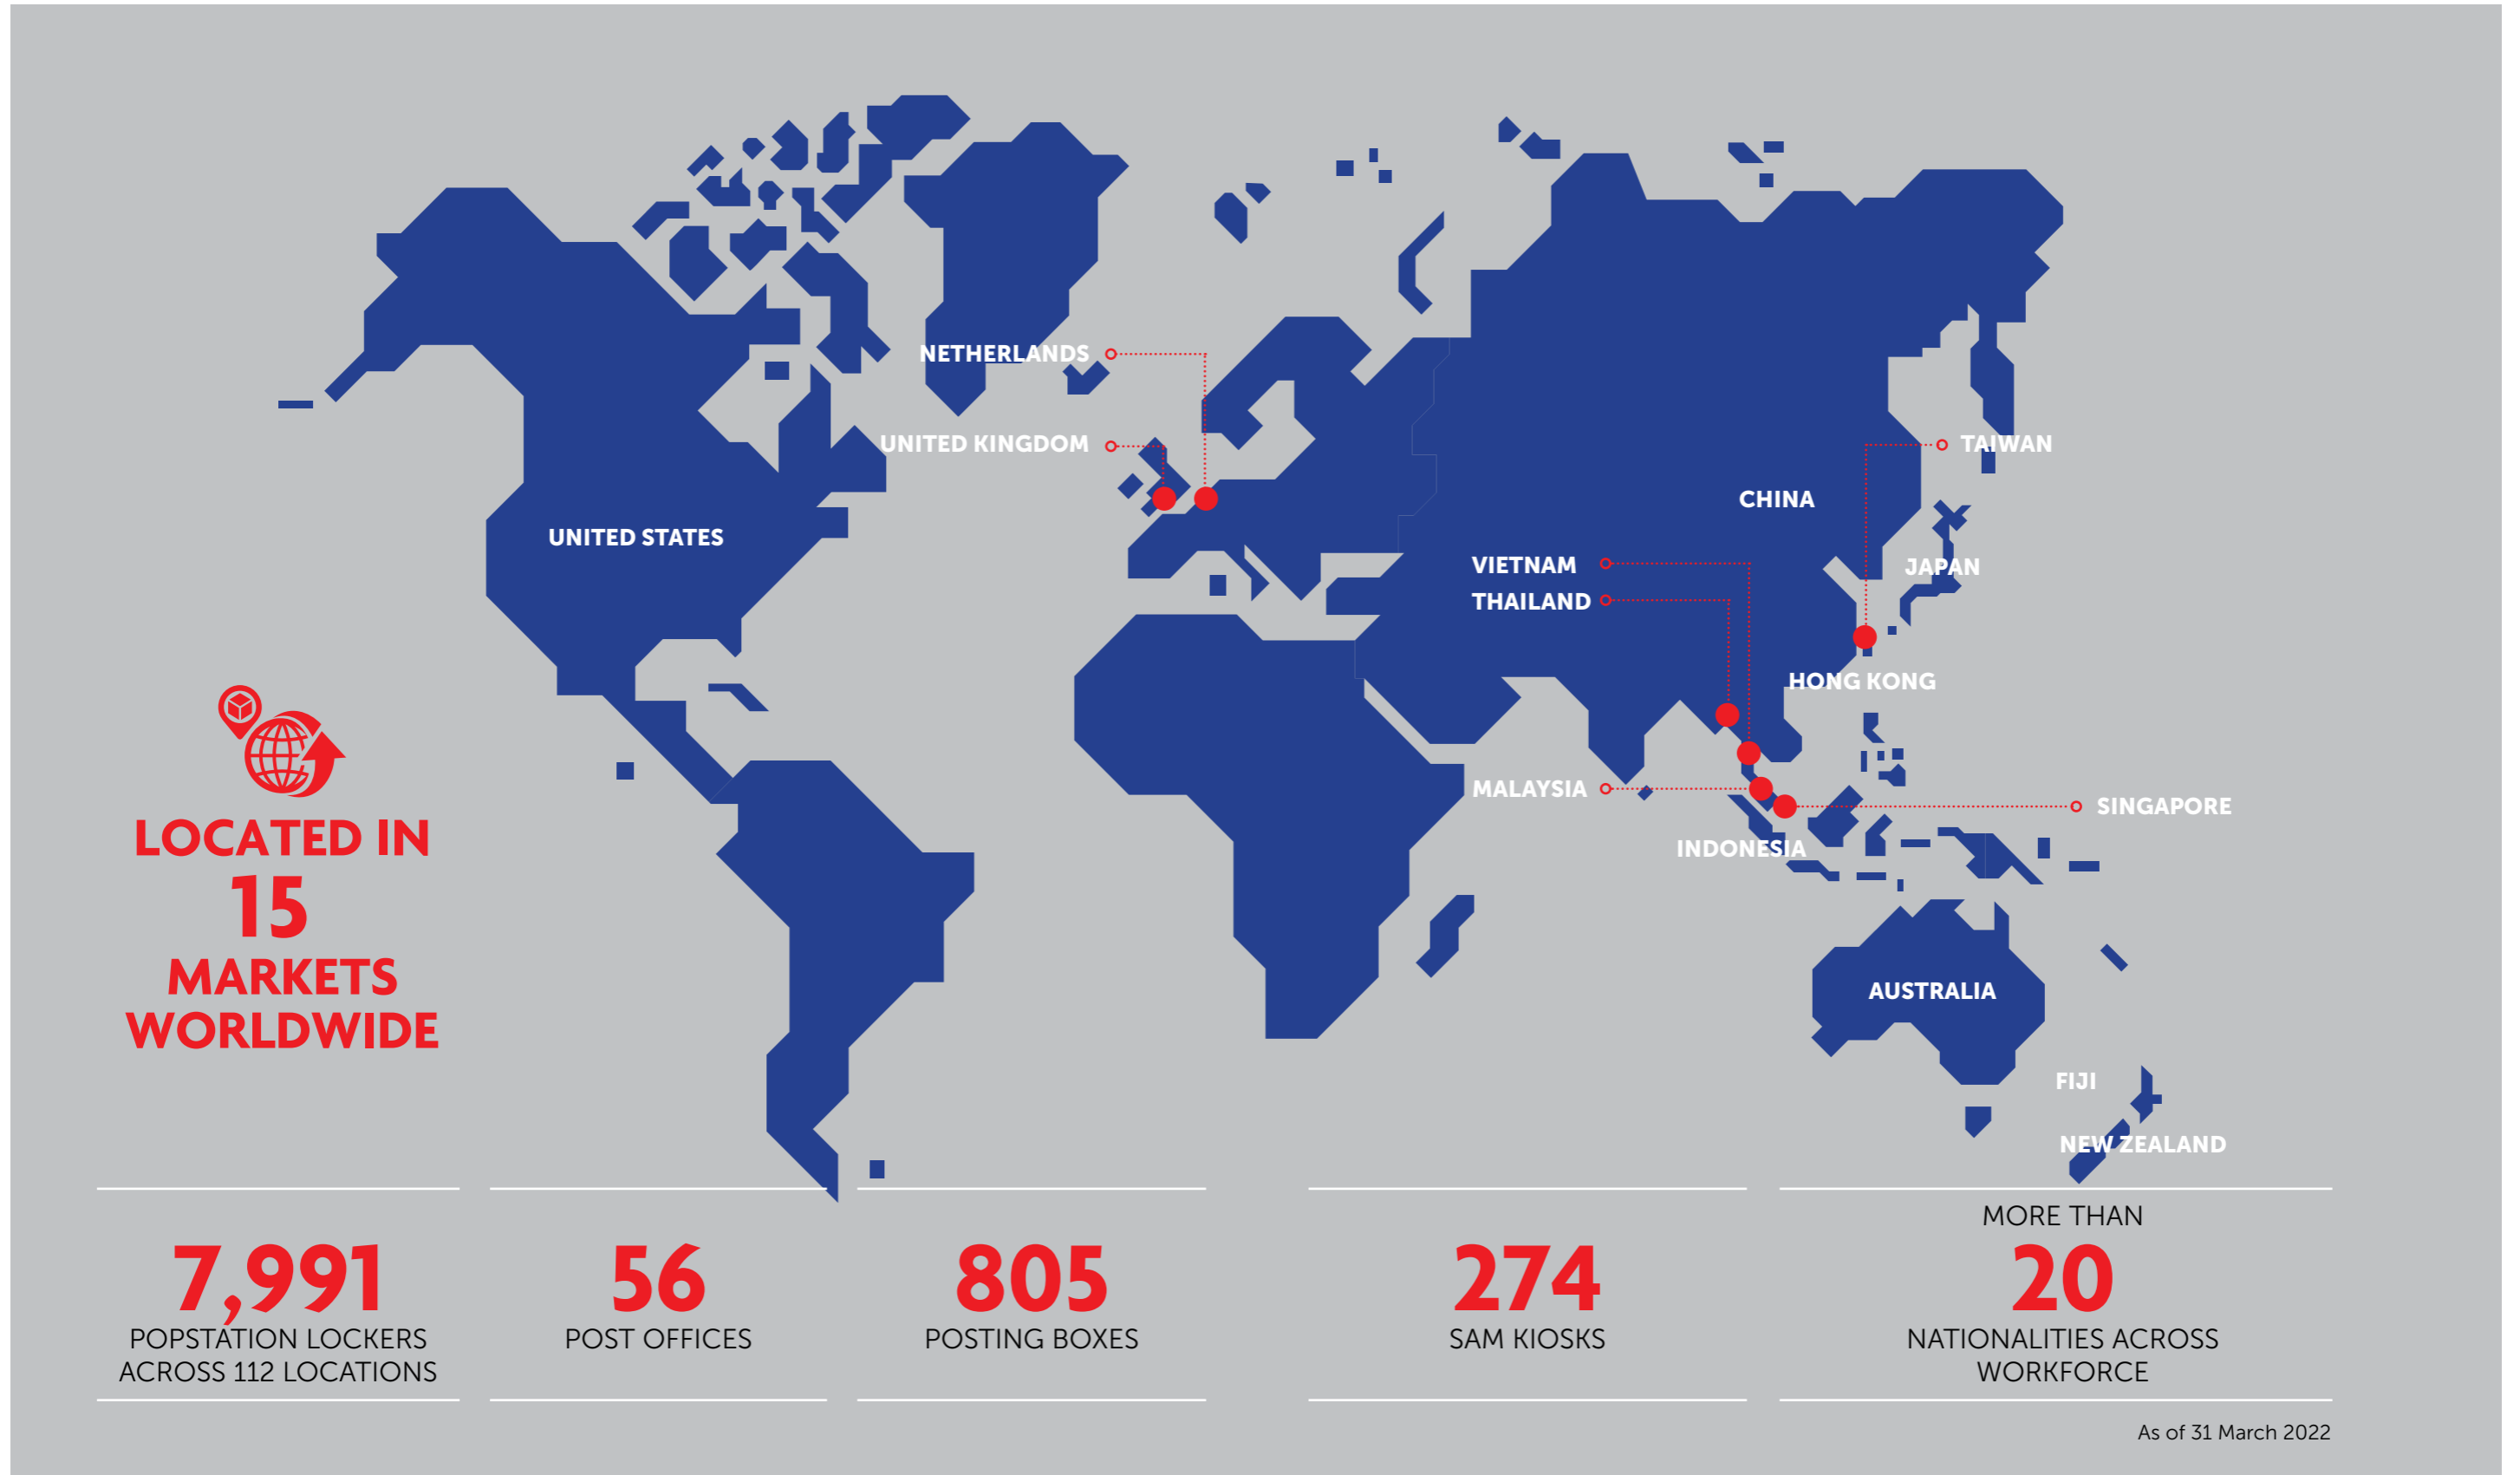 NETHERLANDS
UNITED KINGDOM
TAIWAN
CHINA
UNITED STATES
VIETNAM
JAPAN
THAILAND
HONG KONG
MALAYSIA
SINGAPORE
INDONESIA
AUSTRALIA
FIJI
NEW ZEALAND
LOCATED IN
15
MARKETS
WORLDWIDE
7,991
POPSTATION LOCKERS
ACROSS 112 LOCATIONS
56
POST OFFICES
805
POSTING BOXES
274
SAM KIOSKS
MORE THAN
20
NATIONALITIES ACROSS
WORKFORCE
As of 31 March 2022